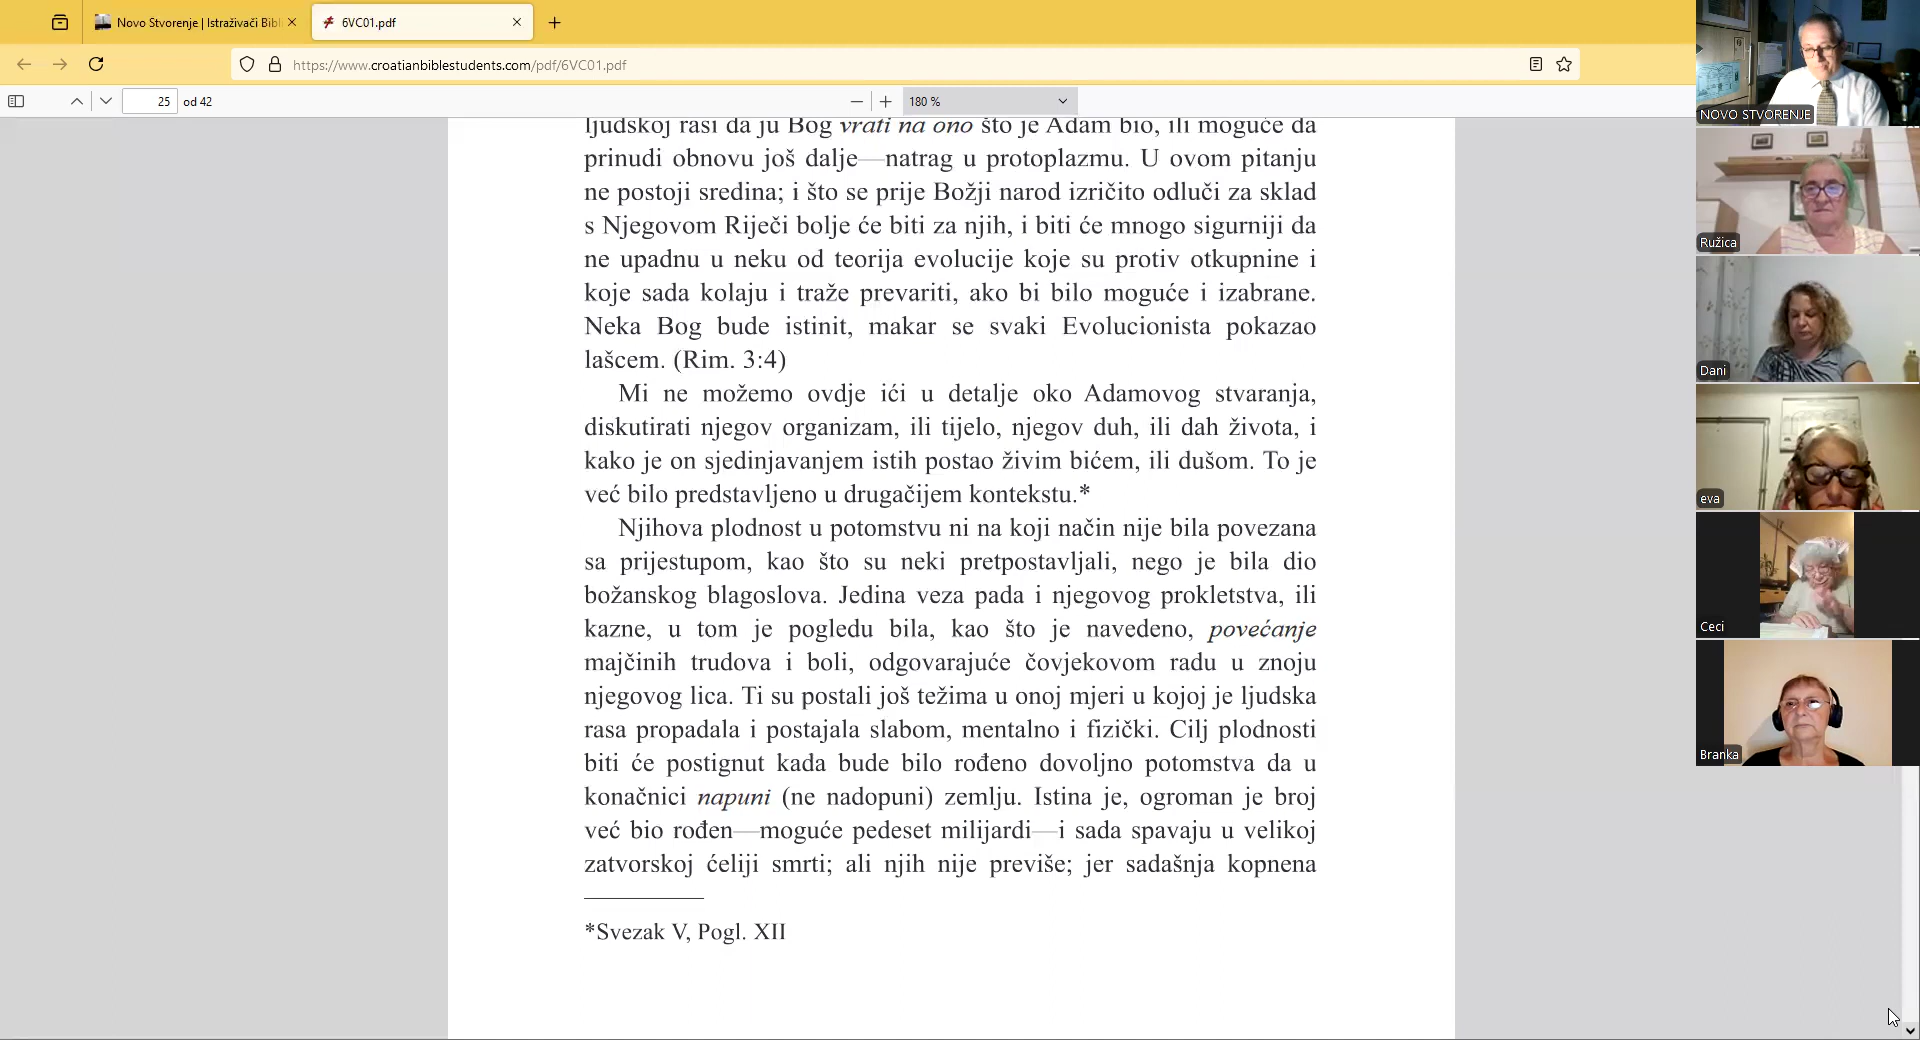 Novo Stvorenje | Istraživači Bibl
6VC01.pdf
https://www.croatianbiblestudents.com/pdf/6VC01.pdf
25 od 42
180 %
ljudskoj rasi da ju Bog vrati na ono što je Adam bio, ili moguće da
prinudi obnovu još dalje—natrag u protoplazmu. U ovom pitanju
ne postoji sredina; i što se prije Božji narod izričito odluči za sklad
s Njegovom Riječi bolje će biti za njih, i biti će mnogo sigurniji da
ne upadnu u neku od teorija evolucije koje su protiv otkupnine i
koje sada kolaju i traže prevariti, ako bi bilo moguće i izabrane.
Neka Bog bude istinit, makar se svaki Evolucionista pokazao
lašcem. (Rim. 3:4)
Mi ne možemo ovdje ići u detalje oko Adamovog stvaranja,
diskutirati njegov organizam, ili tijelo, njegov duh, ili dah života, i
kako je on sjedinjavanjem istih postao živim bićem, ili dušom. To je
već bilo predstavljeno u drugačijem kontekstu.*
Njihova plodnost u potomstvu ni na koji način nije bila povezana
sa prijestupom, kao što su neki pretpostavljali, nego je bila dio
božanskog blagoslova. Jedina veza pada i njegovog prokletstva, ili
kazne, u tom je pogledu bila, kao što je navedeno, povećanje
majčinih trudova i boli, odgovarajuće čovjekovom radu u znoju
njegovog lica. Ti su postali još težima u onoj mjeri u kojoj je ljudska
rasa propadala i postajala slabom, mentalno i fizički. Cilj plodnosti
biti će postignut kada bude bilo rođeno dovoljno potomstva da u
konačnici napuni (ne nadopuni) zemlju. Istina je, ogroman je broj
već bio rođen—moguće pedeset milijardi—i sada spavaju u velikoj
zatvorskoj ćeliji smrti; ali njih nije previše; jer sadašnja kopnena
*Svezak V, Pogl. XII
NOVO STVORENJE
Ružica
Dani
eva
Ceci
Branka